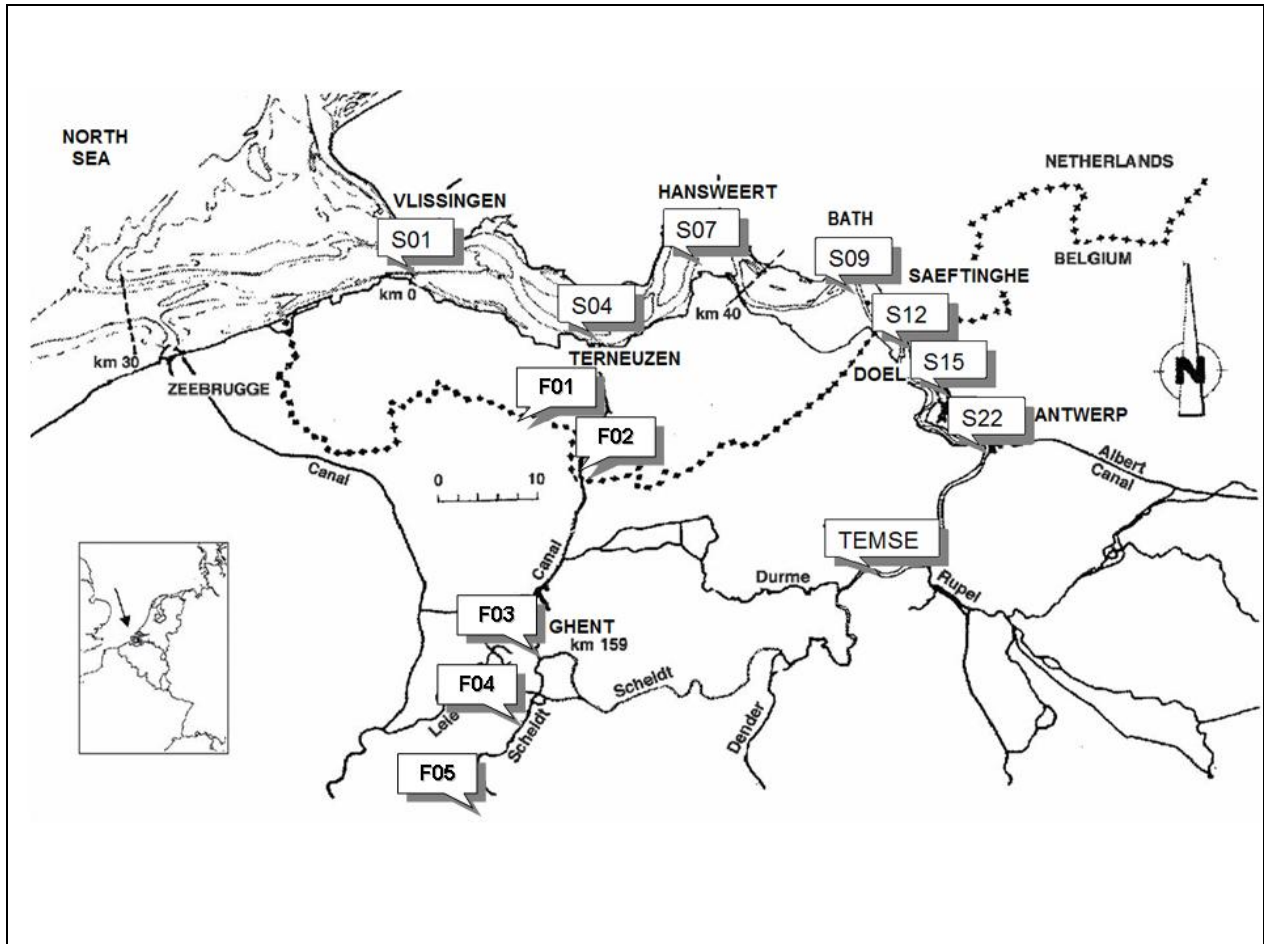 NORTH
SEA
NETHERLANDS
BELGIUM
VLISSINGEN
HANSWEERT
BATH
SAEFTINGHE
S01
S07
S09
S04
S12
km 0
km 40
km 30
ZEEBRUGGE
TERNEUZEN
DOEL
S15
N
F01
S22
ANTWERP
F02
Albert
Canal
Canal
0
10
TEMSE
Canal
Durme
Rupel
F03
GHENT
km 159
F04
Scheldt
Leie
Scheldt
Dender
F05